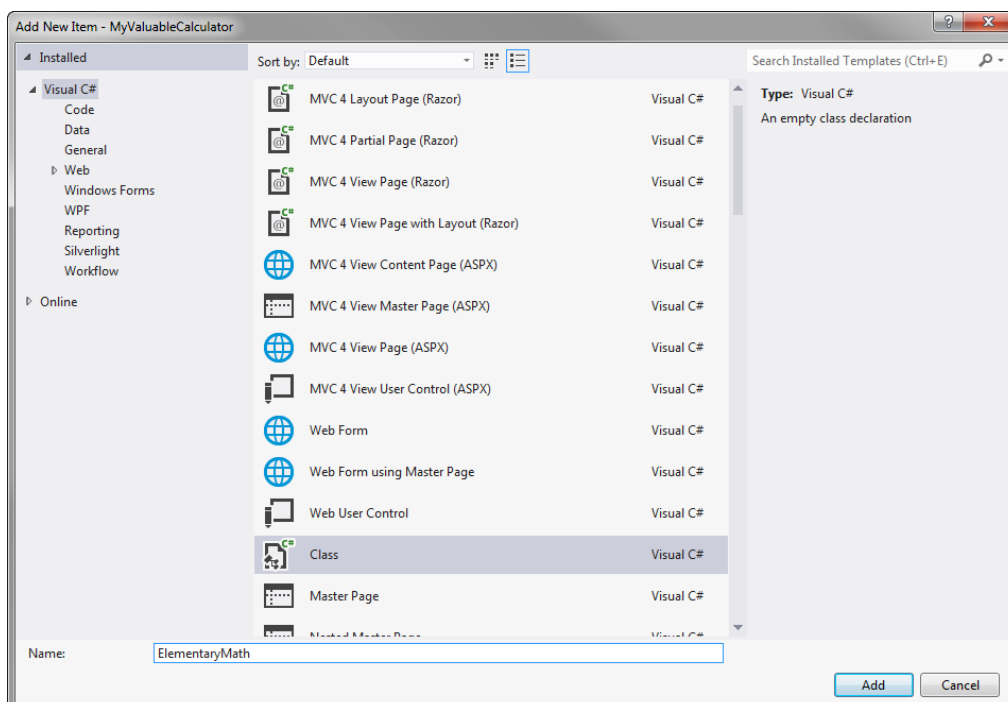 Add New Item - MyValuableCalculator
Installed
Sort by: Default
Search Installed Templates (Ctrl+E)
Visual C#
Code
Data
General
Web
Windows Forms
WPF
Reporting
Silverlight
Workflow
Online
MVC 4 Layout Page (Razor) Visual C#
MVC 4 Partial Page (Razor) Visual C#
MVC 4 View Page (Razor) Visual C#
MVC 4 View Page with Layout (Razor) Visual C#
MVC 4 View Content Page (ASPX) Visual C#
MVC 4 View Master Page (ASPX) Visual C#
MVC 4 View Page (ASPX) Visual C#
MVC 4 View User Control (ASPX) Visual C#
Web Form Visual C#
Web Form using Master Page Visual C#
Web User Control Visual C#
Class Visual C#
Master Page Visual C#
Nested Master Page Visual C#
Type: Visual C#
An empty class declaration
Name: ElementaryMath
Add Cancel